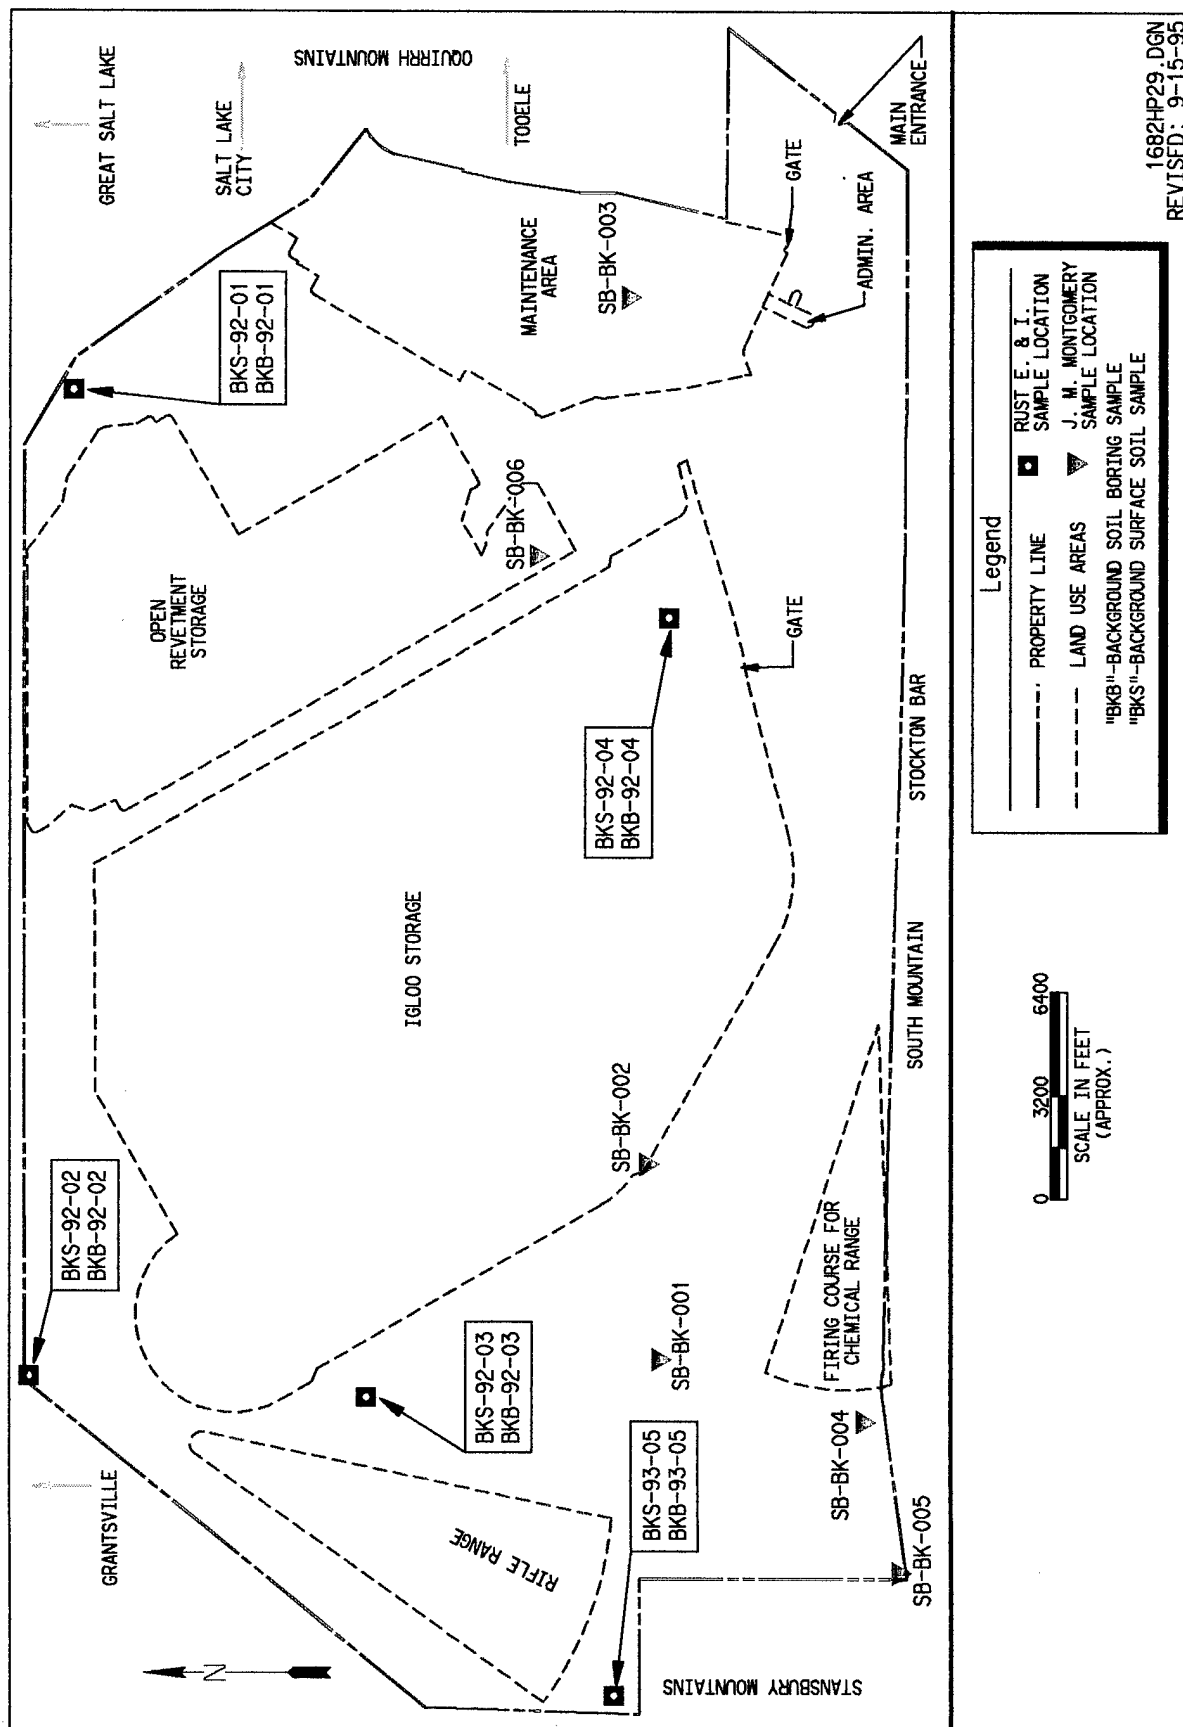 GREAT SALT LAKE
SALT LAKE
CITY
OQUIRRH MOUNTAINS
TOOELE
BKS-92-01
BKB-92-01
MAINTENANCE
AREA
SB-BK-003
GATE
ADMIN. AREA
MAIN
ENTRANCE
OPEN
REVETMENT
STORAGE
SB-BK-006
BKS-92-04
BKB-92-04
GATE
IGLOO STORAGE
STOCKTON BAR
SOUTH MOUNTAIN
BKS-92-02
BKB-92-02
SB-BK-002
BKS-92-03
BKB-92-03
SB-BK-001
FIRING COURSE FOR
CHEMICAL RANGE
GRANTSVILLE
RIFLE RANGE
BKS-93-05
BKB-93-05
SB-BK-004
SB-BK-005
N
STANSBURY MOUNTAINS
0 3200 6400
SCALE IN FEET
(APPROX.)
Legend
PROPERTY LINE
RUST E. & I.
SAMPLE LOCATION
LAND USE AREAS
J. M. MONTGOMERY
SAMPLE LOCATION
"BKB"-BACKGROUND SOIL BORING SAMPLE
"BKS"-BACKGROUND SURFACE SOIL SAMPLE
1682HP29.DGN
REVISED: 9-15-95